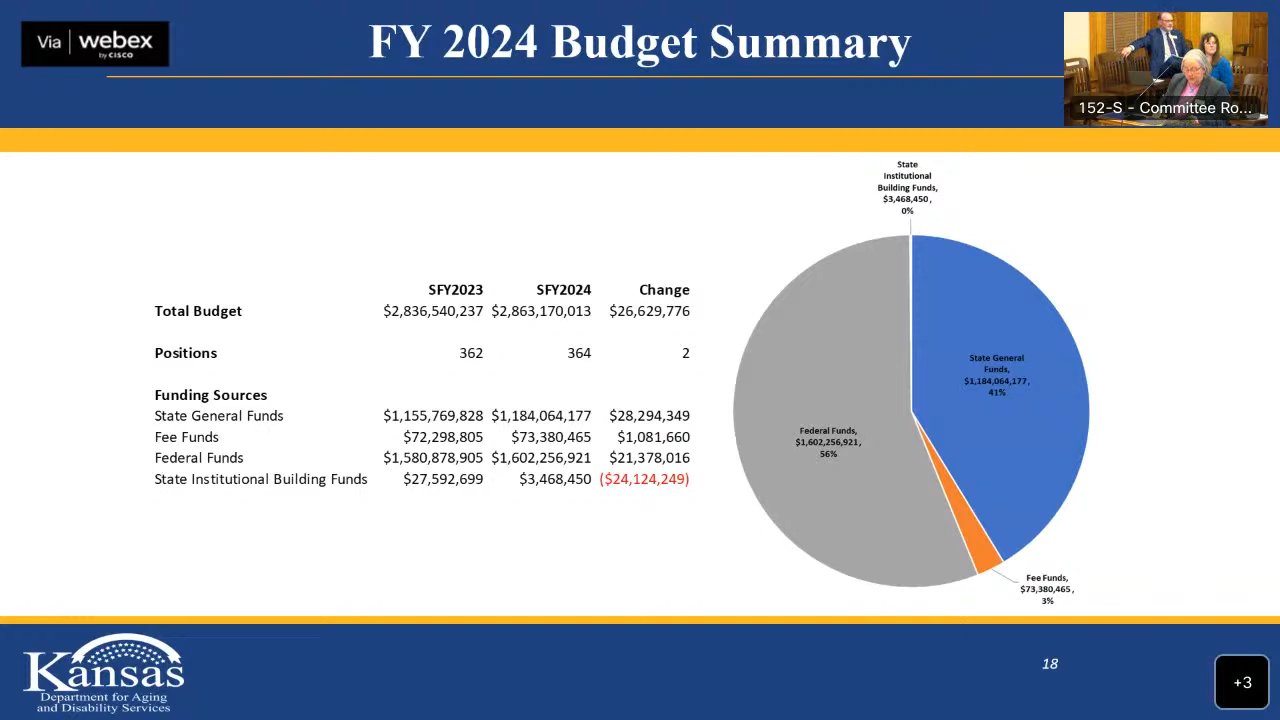 Via webex
by CISCO
FY 2024 Budget Summary
152-S - Committee Ro...
SFY2023 SFY2024 Change
Total Budget $2,836,540,237 $2,863,170,013 $26,629,776
Positions 362 364 2
Funding Sources
State General Funds $1,155,769,828 $1,184,064,177 $28,294,349
Fee Funds $72,298,805 $73,380,465 $1,081,660
Federal Funds $1,580,878,905 $1,602,256,921 $21,378,016
State Institutional Building Funds $27,592,699 $3,468,450 ($24,124,249)
State
Institutional
Building Funds,
$3,468,450 ,
0%
State General
Funds,
$1,184,064,177 ,
41%
Federal Funds,
$1,602,256,921 ,
56%
Fee Funds,
$73,380,465 ,
3%
Kansas
Department for Aging
and Disability Services
18
+3